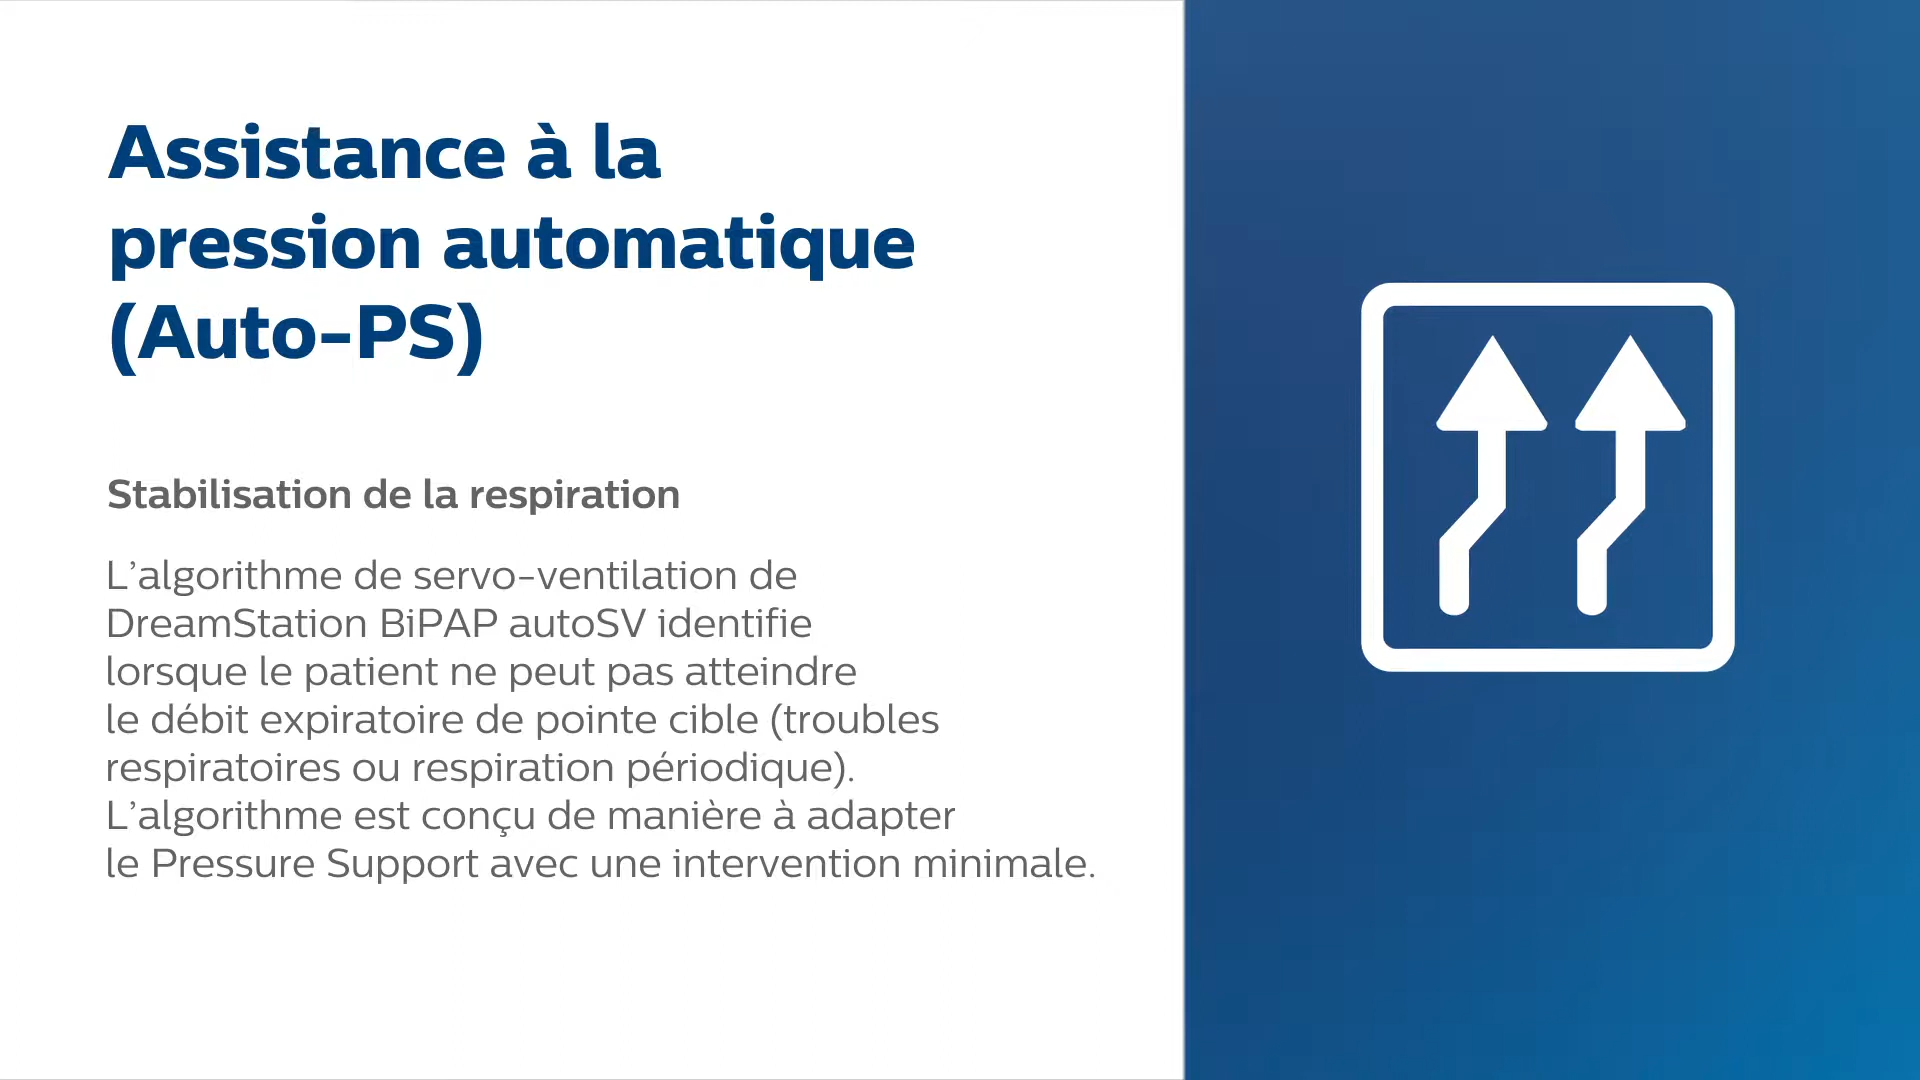 Assistance à la
pression automatique
(Auto-PS)
Stabilisation de la respiration
L’algorithme de servo-ventilation de
DreamStation BiPAP autoSV identifie
lorsque le patient ne peut pas atteindre
le débit expiratoire de pointe cible (troubles
respiratoires ou respiration périodique).
L’algorithme est conçu de manière à adapter
le Pressure Support avec une intervention minimale.